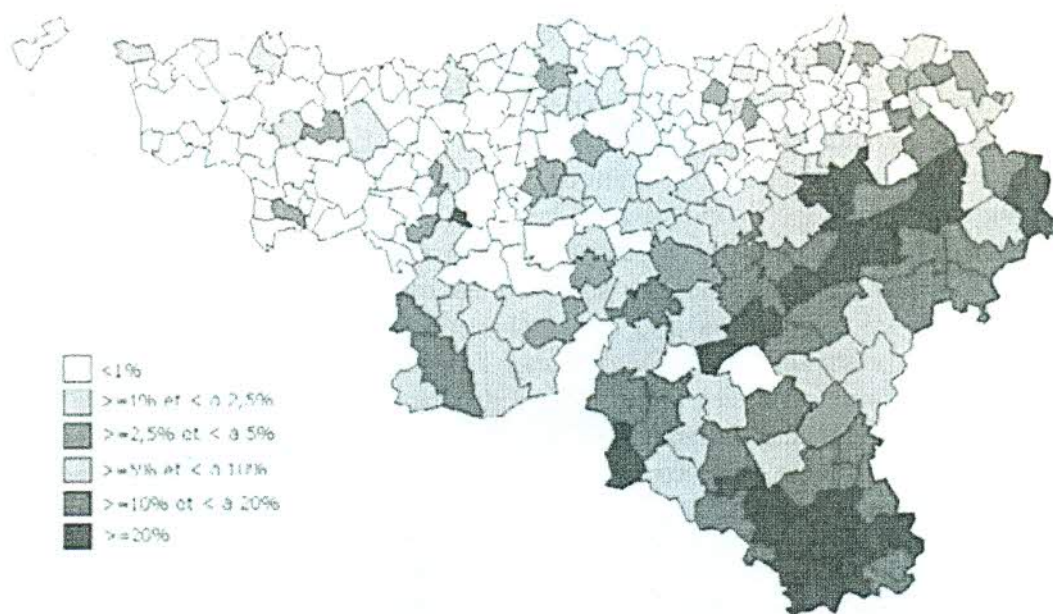 <1%
>=1% et < à 2,5%
>=2,5% et < à 5%
>=5% et < à 10%
>=10% et < à 20%
>=20%